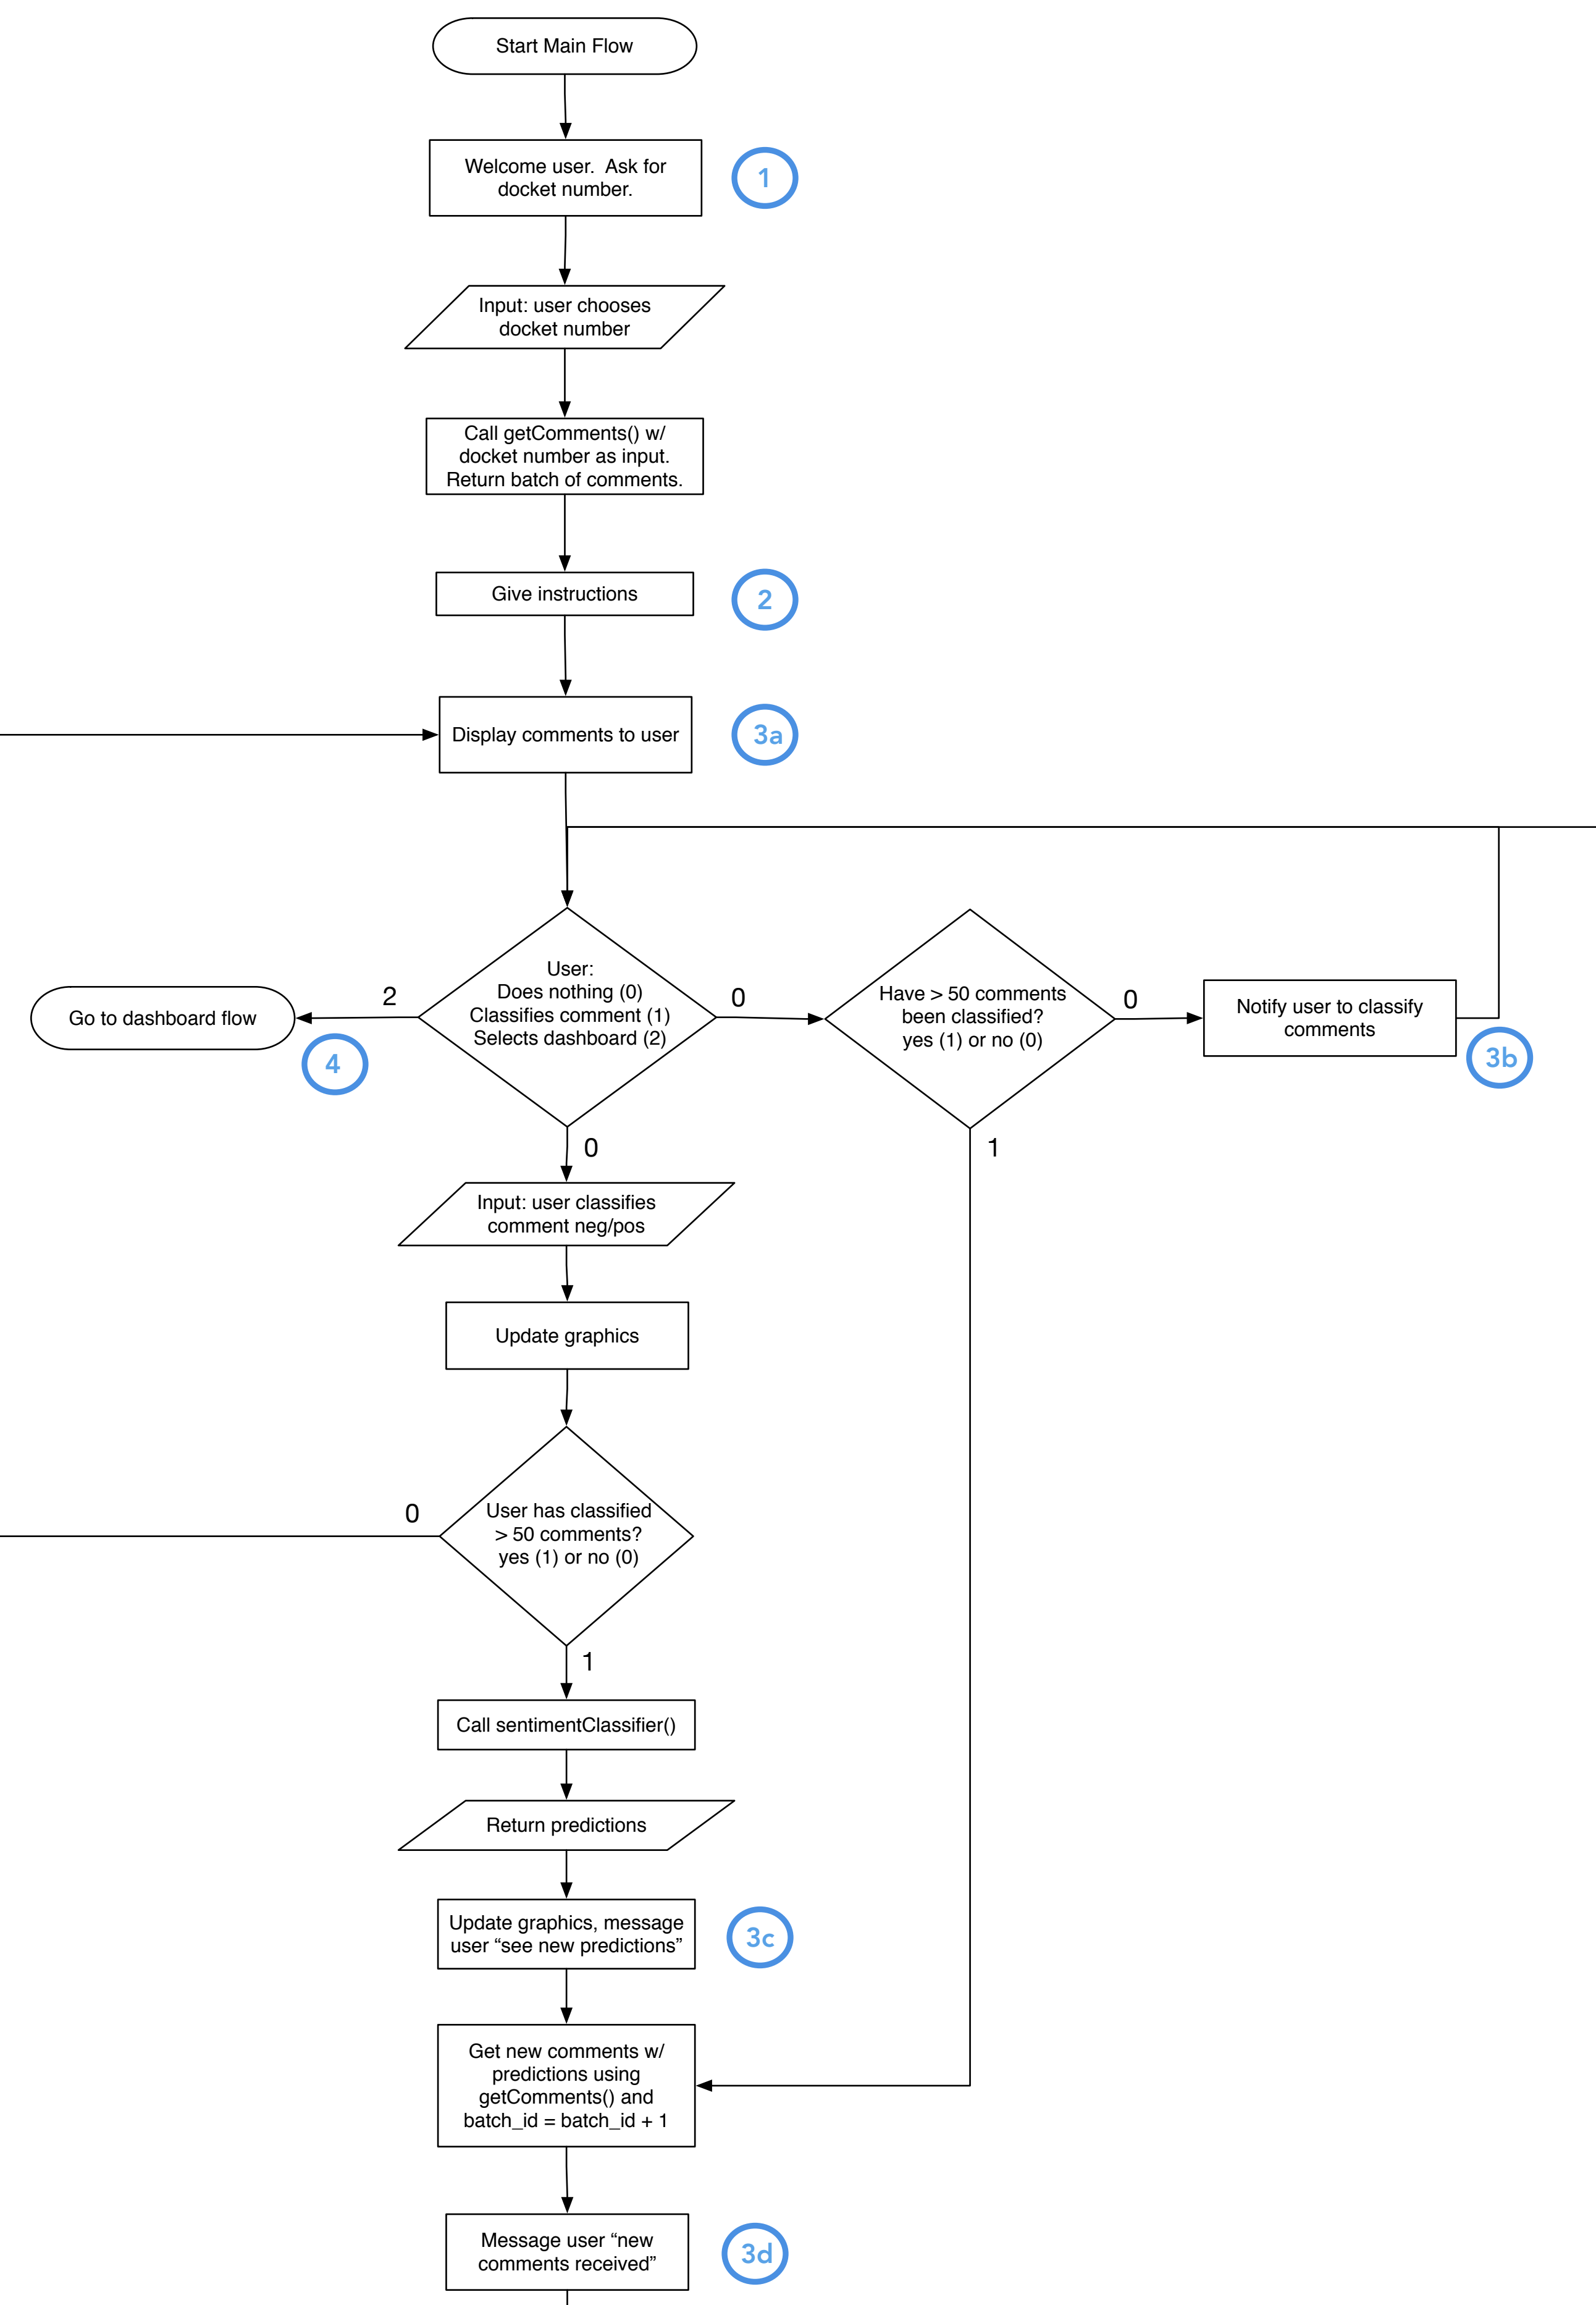 Start Main Flow
Welcome user.  Ask for
docket number.
1
Input: user chooses
docket number
Call getComments() w/
docket number as input.
Return batch of comments.
Give instructions
2
Display comments to user
3a
User:
Does nothing (0)
Classifies comment (1)
Selects dashboard (2)
2
Go to dashboard flow
4
0
Have > 50 comments
been classified?
yes (1) or no (0)
0
Notify user to classify
comments
3b
0
1
Input: user classifies
comment neg/pos
Update graphics
User has classified
> 50 comments?
yes (1) or no (0)
0
1
Call sentimentClassifier()
Return predictions
Update graphics, message
user “see new predictions”
3c
Get new comments w/
predictions using
getComments() and
batch_id = batch_id + 1
Message user “new
comments received”
3d